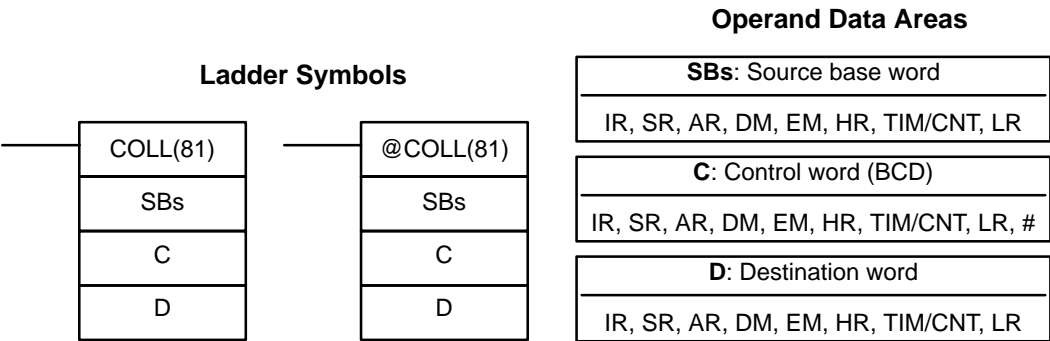 Ladder Symbols
COLL(81)
SBs
C
D
@COLL(81)
SBs
C
D
Operand Data Areas
SBs: Source base word
IR, SR, AR, DM, EM, HR, TIM/CNT, LR
C: Control word (BCD)
IR, SR, AR, DM, EM, HR, TIM/CNT, LR, #
D: Destination word
IR, SR, AR, DM, EM, HR, TIM/CNT, LR